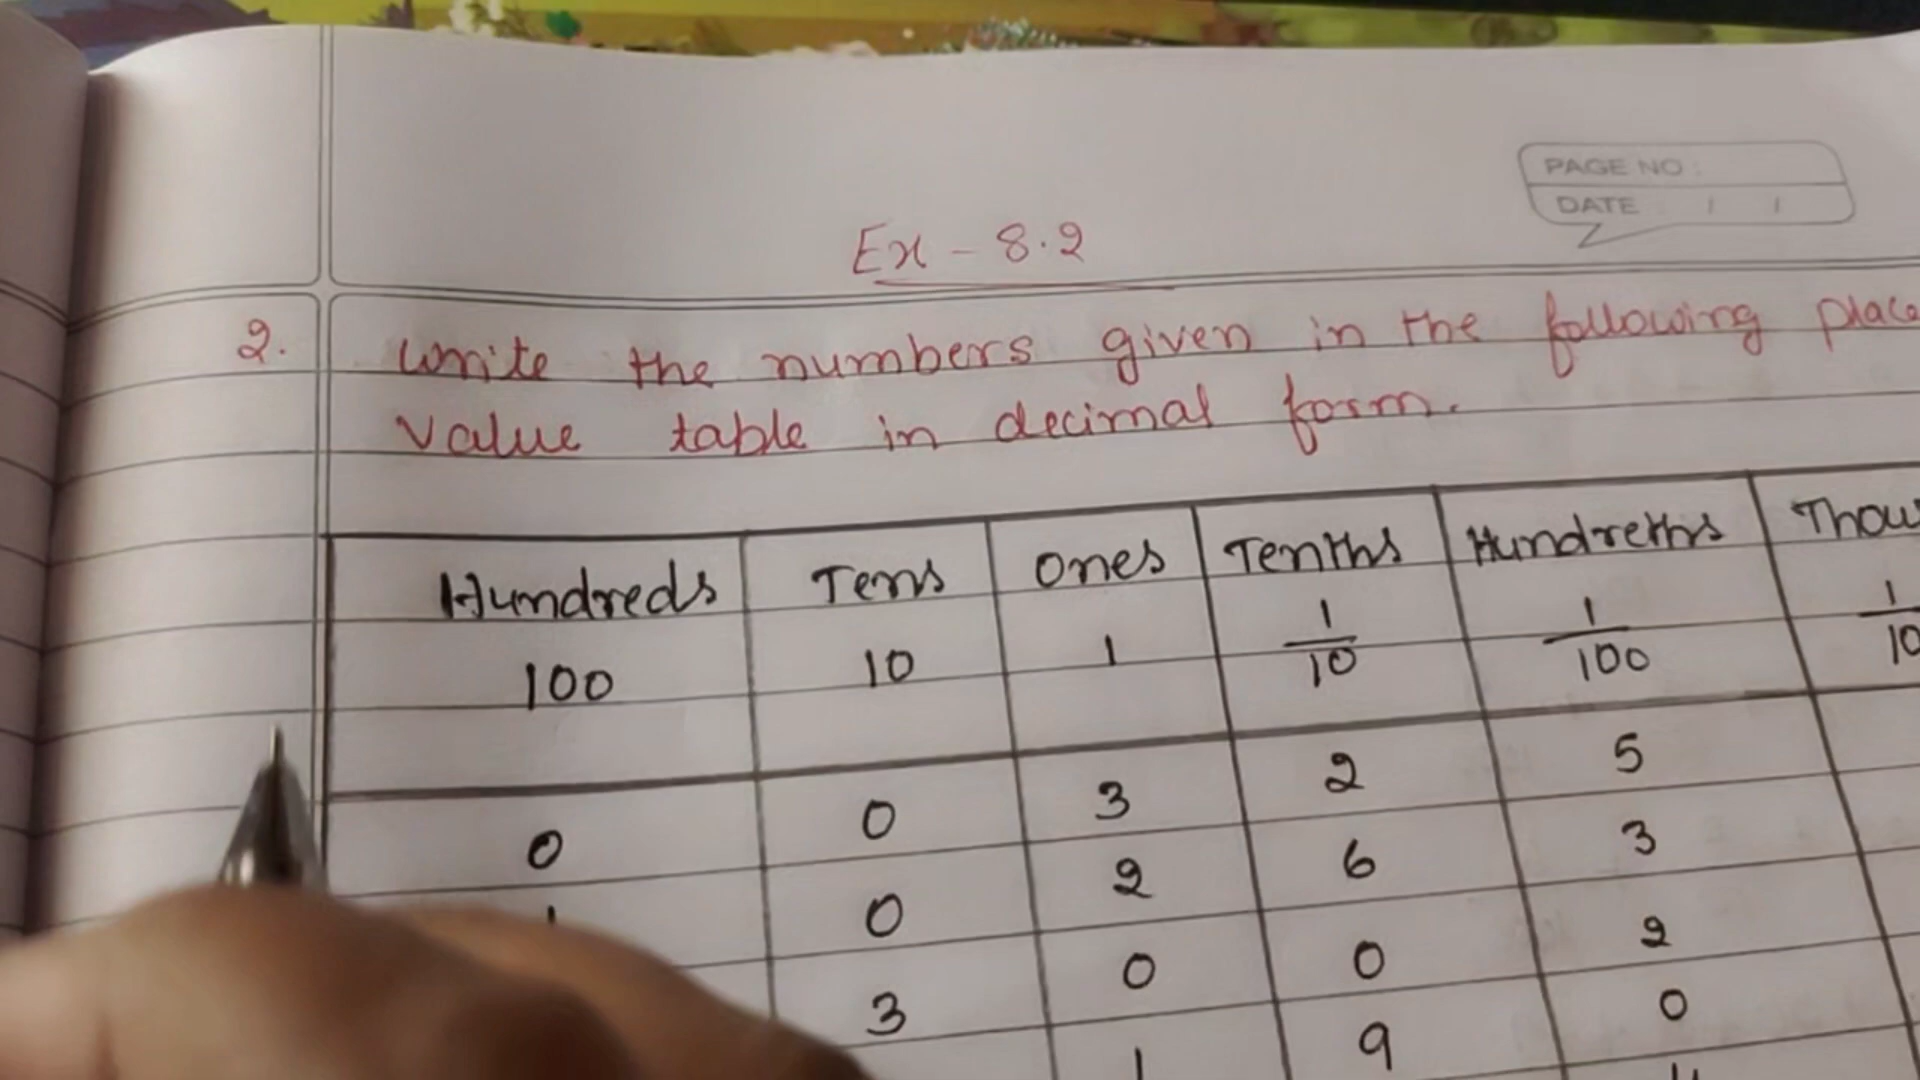 PAGE NO :
DATE / /
Ex - 8.2
2. Write the numbers given in the following place
value table in decimal form.
Hundreds Tens Ones Tenths Hundreths
100 10 1 1/10 1/100
0 0 3 2 5
0 2 6 3
3 0 0 2
1 9 0